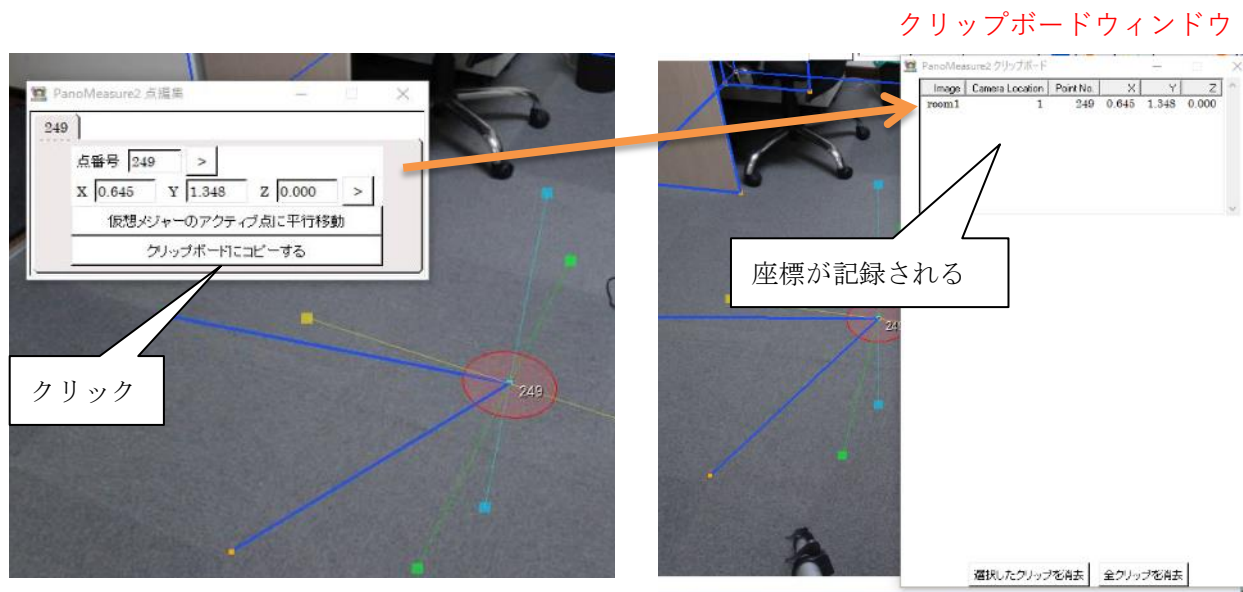 クリップボードウィンドウ
PanoMeasure2 点編集
249
点番号 249 >
X 0.645 Y 1.348 Z 0.000 >
仮想メジャーのアクティブ点に平行移動
クリップボードにコピーする
クリック
249
PanoMeasure2 クリップボード
Image Camera Location Point No. X Y Z
room1 1 249 0.645 1.348 0.000
座標が記録される
24
選択したクリップを消去 全クリップを消去